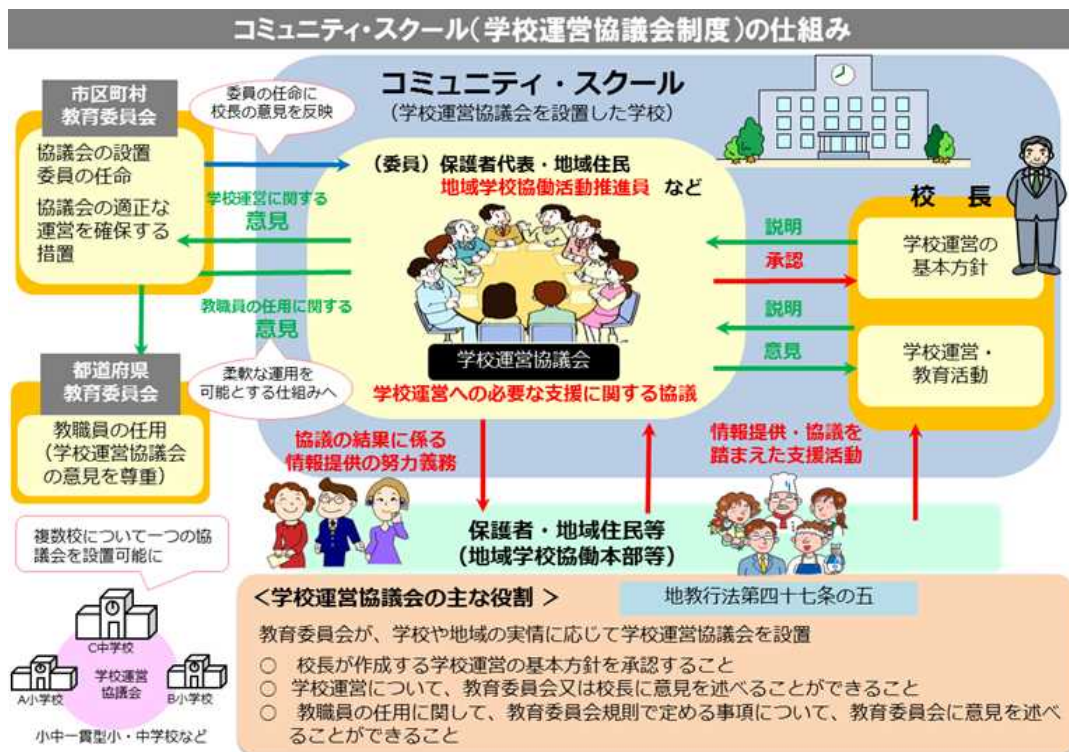 コミュニティ・スクール(学校運営協議会制度)の仕組み
市区町村
教育委員会
協議会の設置
委員の任命
協議会の適正な
運営を確保する
措置
委員の任命に
校長の意見を反映
コミュニティ・スクール
(学校運営協議会を設置した学校)
(委員)保護者代表・地域住民
地域学校協働活動推進員 など
学校運営に関する
意見
教職員の任用に関する
意見
学校運営協議会
学校運営への必要な支援に関する協議
校 長
説明
承認
学校運営の
基本方針
説明
意見
学校運営・
教育活動
都道府県
教育委員会
教職員の任用
(学校運営協議会
の意見を尊重)
柔軟な運用を
可能とする仕組みへ
協議の結果に係る
情報提供の努力義務
情報提供・協議を
踏まえた支援活動
保護者・地域住民等
(地域学校協働本部等)
複数校について一つの協
議会を設置可能に
C中学校
学校運営
協議会
A小学校
B小学校
小中一貫型小・中学校など
<学校運営協議会の主な役割 >
地教行法第四十七条の五
教育委員会が、学校や地域の実情に応じて学校運営協議会を設置
○ 校長が作成する学校運営の基本方針を承認すること
○ 学校運営について、教育委員会又は校長に意見を述べることができること
○ 教職員の任用に関して、教育委員会規則で定める事項について、教育委員会に意見を述べ
ることができること